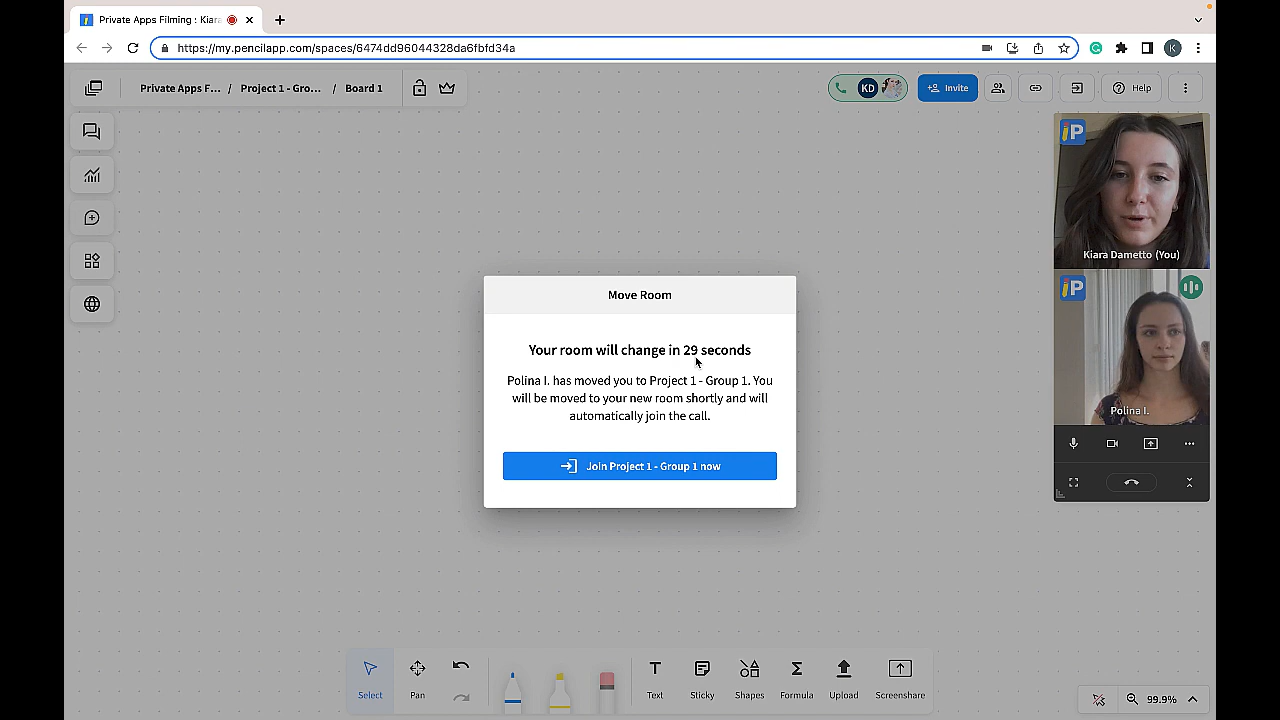 Private Apps Filming : Kiara
https://my.pencilapp.com/spaces/6474dd96044328da6fbfd34a
K
Private Apps F... / Project 1 - Gro... / Board 1
KD
Invite
Help
P
Kiara Dametto (You)
P
Polina I.
Move Room
Your room will change in 29 seconds
Polina I. has moved you to Project 1 - Group 1. You
will be moved to your new room shortly and will
automatically join the call.
Join Project 1 - Group 1 now
Select
Pan
Text
Sticky
Shapes
Formula
Upload
Screenshare
99.9%